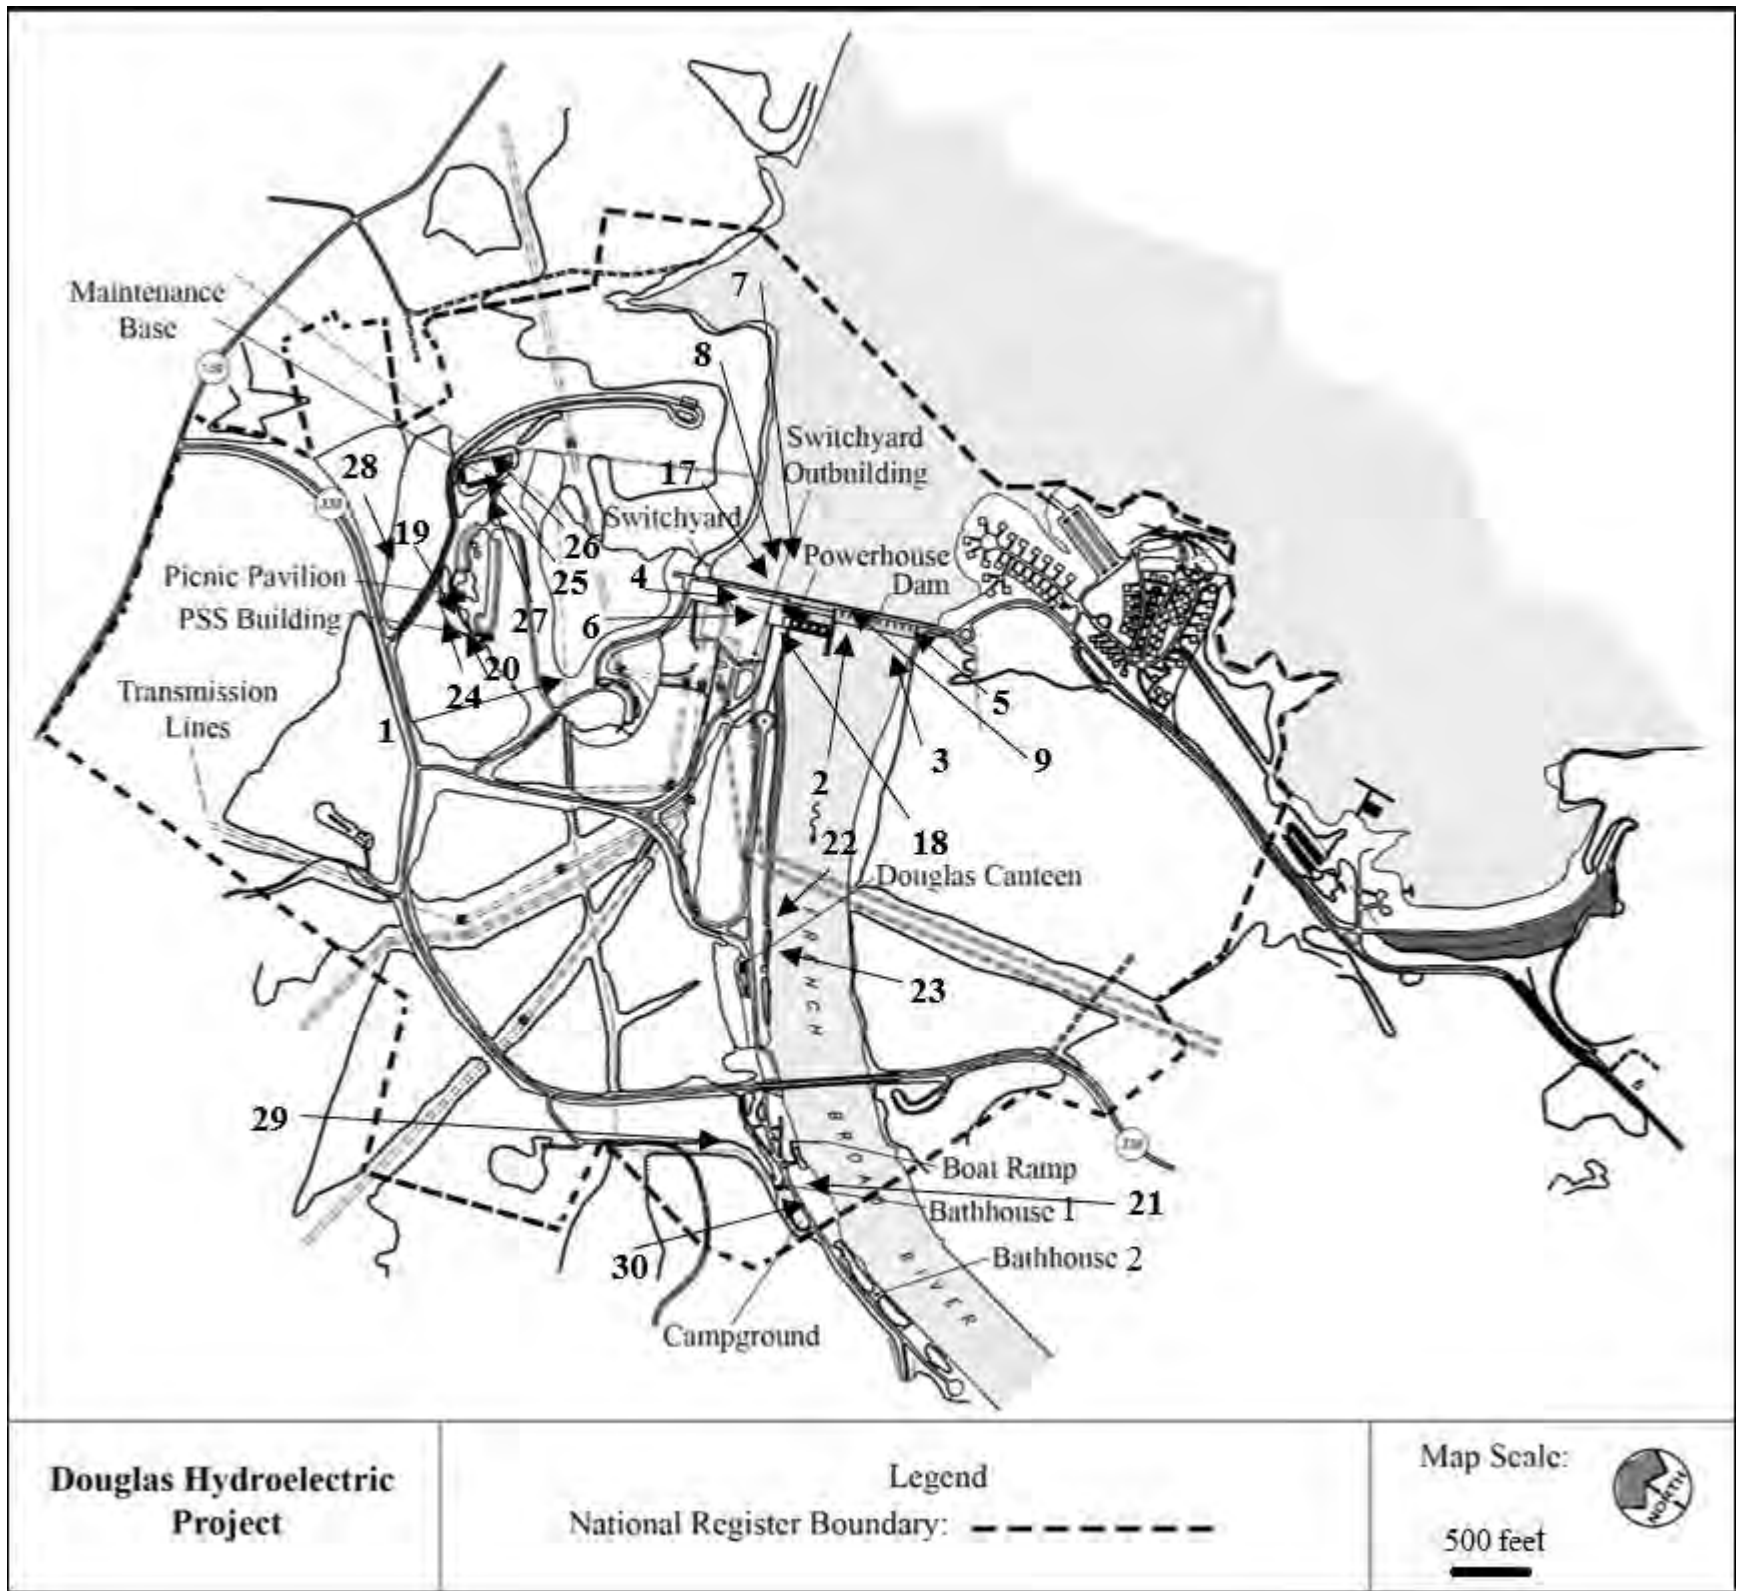 7
Maintenance
Base
8
Switchyard
Outbuilding
28
17
Switchyard
19
26
Powerhouse
Picnic Pavilion
25
4
Dam
PSS Building
27
6
20
24
5
Transmission
Lines
1
3
9
2
22
18
Douglas Canteen
23
FRENCH
29
BROAD
Boat Ramp
21
Bathhouse 1
30
Bathhouse 2
RIVER
Campground
Douglas Hydroelectric
Project
Legend
National Register Boundary:
Map Scale:
500 feet
NORTH